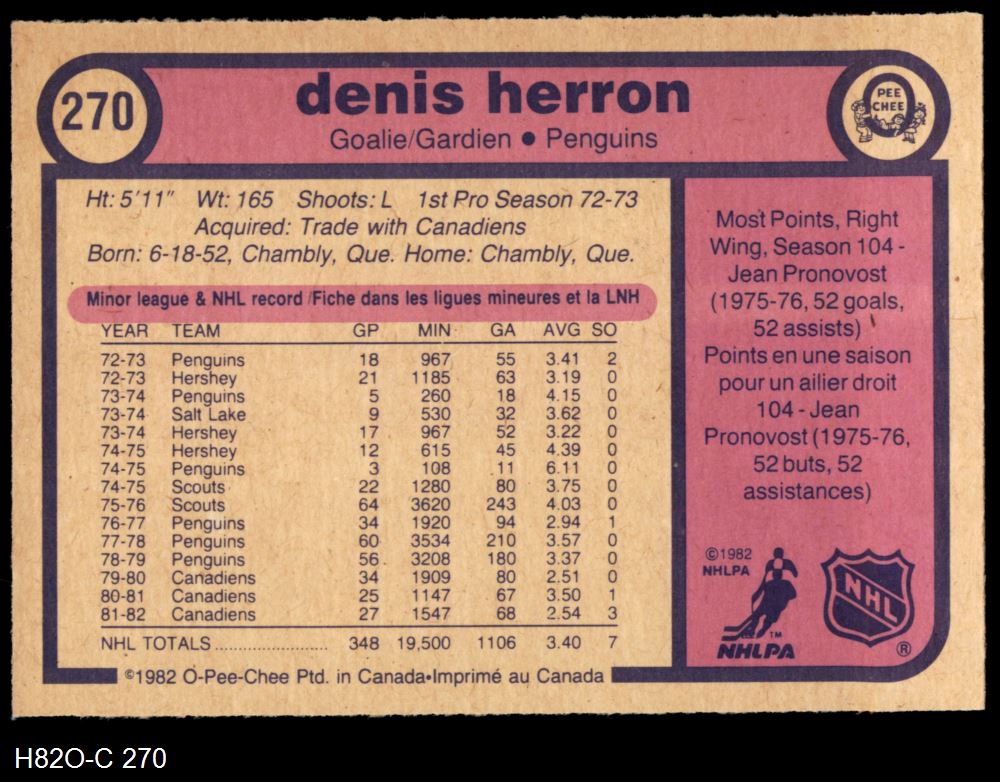 270
denis herron
Goalie/Gardien • Penguins
O
PEE
CHEE
Ht: 5'11" Wt: 165 Shoots: L 1st Pro Season 72-73
Acquired: Trade with Canadiens
Born: 6-18-52, Chambly, Que. Home: Chambly, Que.
Minor league & NHL record/Fiche dans les ligues mineures et la LNH
YEAR TEAM GP MIN GA AVG SO
72-73 Penguins 18 967 55 3.41 2
72-73 Hershey 21 1185 63 3.19 0
73-74 Penguins 5 260 18 4.15 0
73-74 Salt Lake 9 530 32 3.62 0
73-74 Hershey 17 967 52 3.22 0
74-75 Hershey 12 615 45 4.39 0
74-75 Penguins 3 108 11 6.11 0
74-75 Scouts 22 1280 80 3.75 0
75-76 Scouts 64 3620 243 4.03 0
76-77 Penguins 34 1920 94 2.94 1
77-78 Penguins 60 3534 210 3.57 0
78-79 Penguins 56 3208 180 3.37 0
79-80 Canadiens 34 1909 80 2.51 0
80-81 Canadiens 25 1147 67 3.50 1
81-82 Canadiens 27 1547 68 2.54 3
NHL TOTALS........................ 348 19,500 1106 3.40 7
©1982 O-Pee-Chee Ptd. in Canada•Imprimé au Canada
Most Points, Right
Wing, Season 104 -
Jean Pronovost
(1975-76, 52 goals,
52 assists)
Points en une saison
pour un ailier droit
104 - Jean
Pronovost (1975-76,
52 buts, 52
assistances)
©1982
NHLPA
TM
NHLPA
NHL
®
H82O-C 270